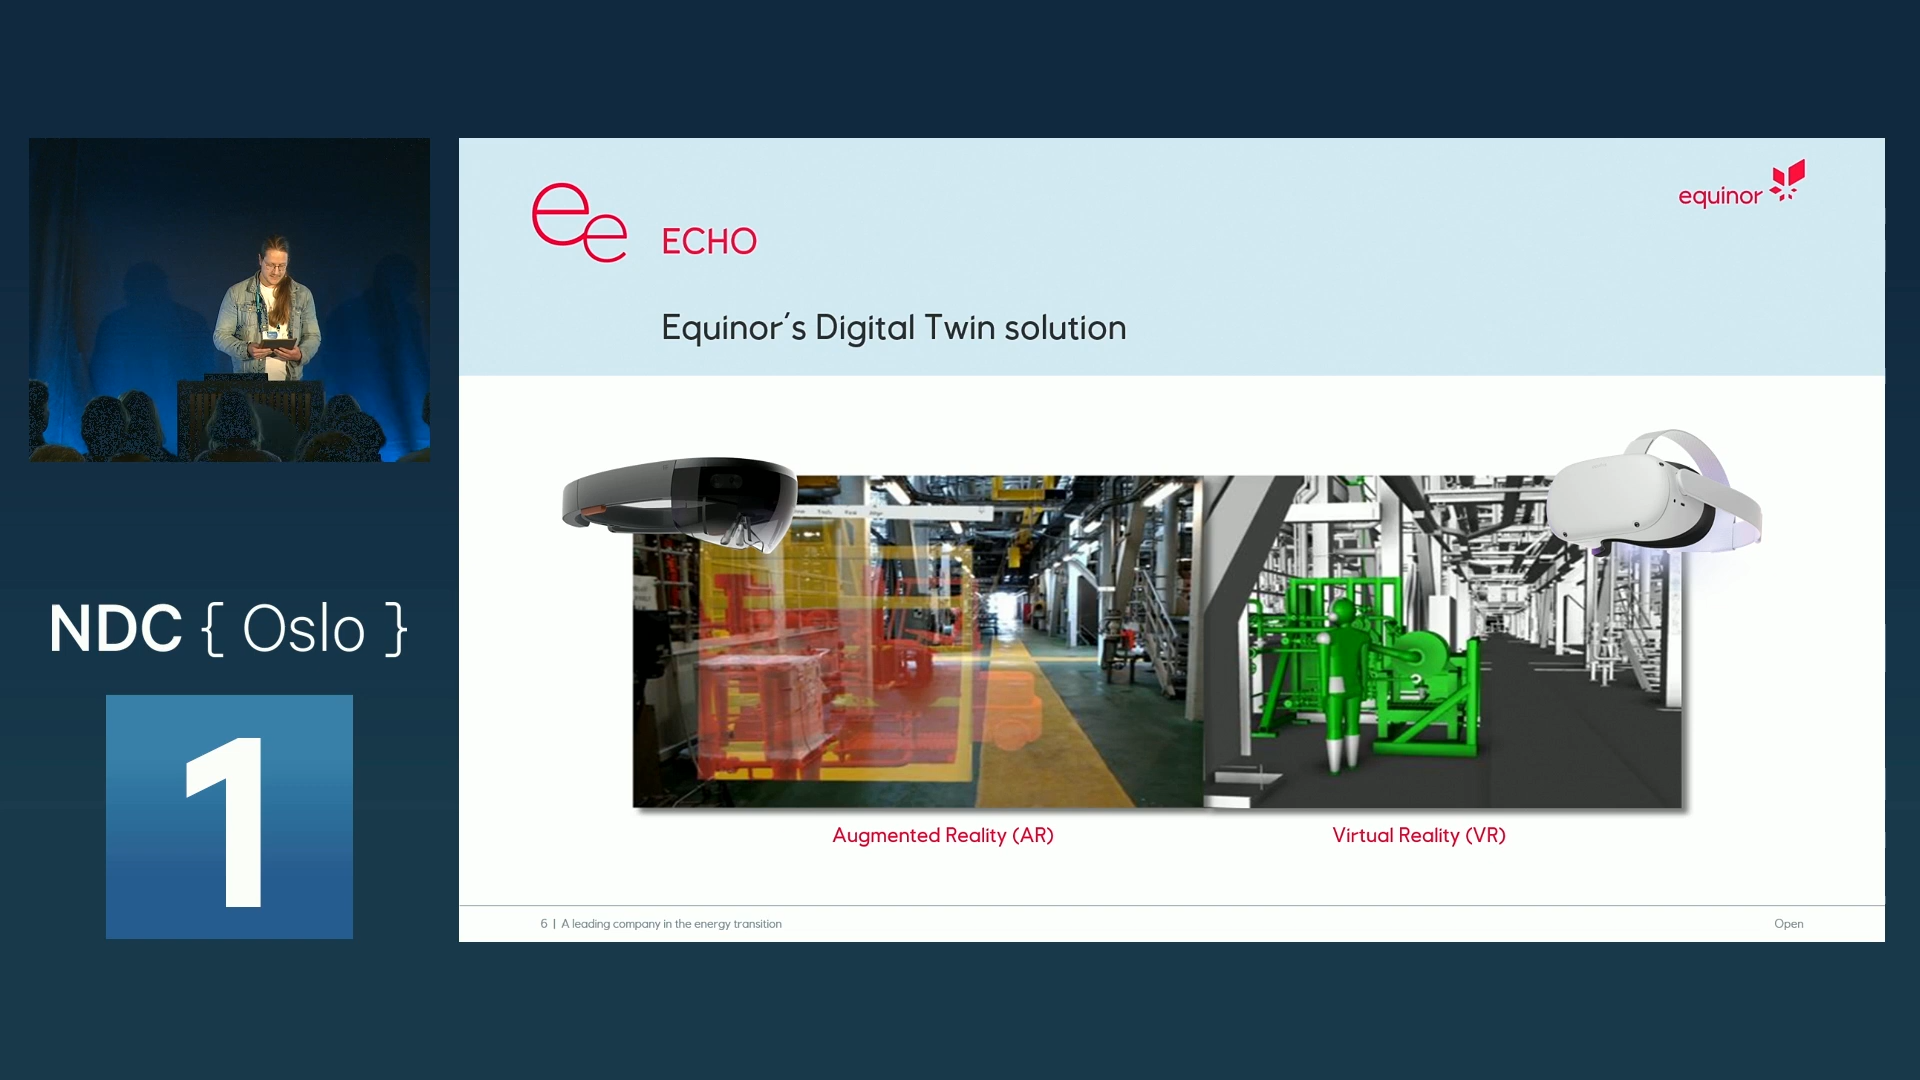 ee
ECHO
equinor
Equinor's Digital Twin solution
Augmented Reality (AR)
Virtual Reality (VR)
6 | A leading company in the energy transition
Open
NDC { Oslo }
1